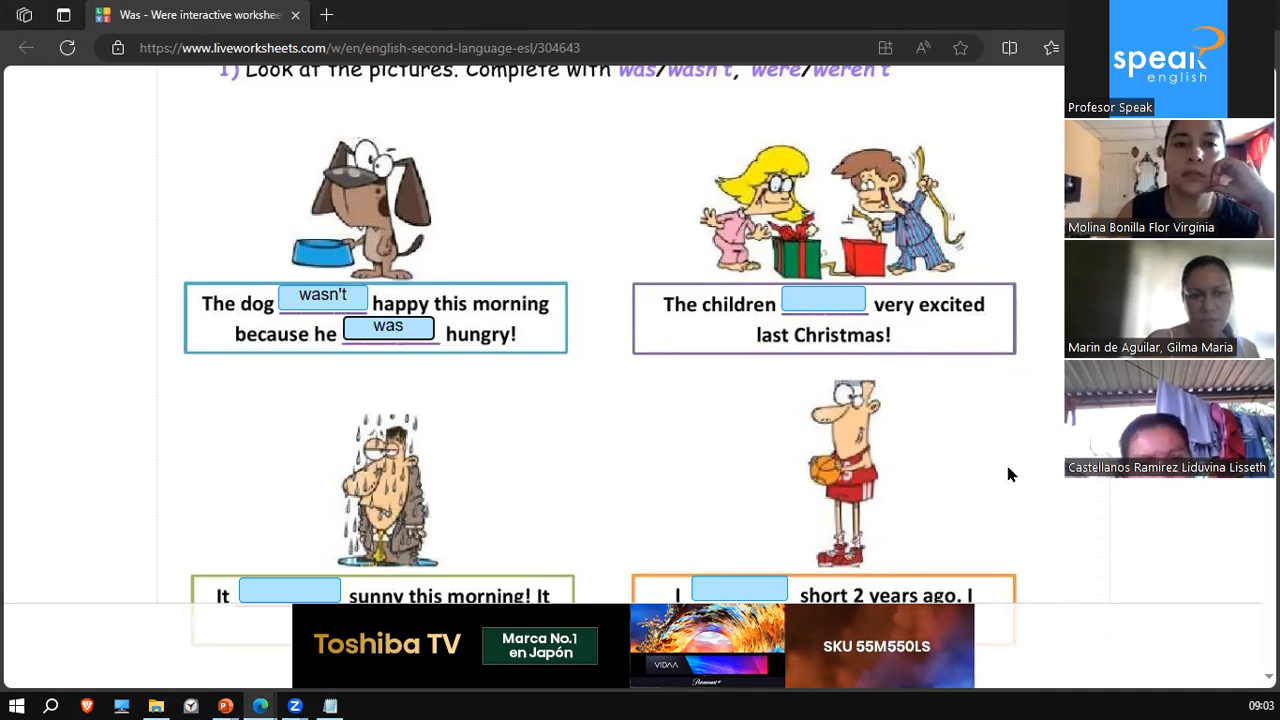 Was - Were interactive workshee
https://www.liveworksheets.com/w/en/english-second-language-esl/304643
1) Look at the pictures. Complete with was/wasn't, were/weren't
The dog wasn't happy this morning
because he was hungry!
The children very excited
last Christmas!
It sunny this morning! It
I short 2 years ago. I
Toshiba TV
Marca No.1
en Japón
VIDAA
Paramount+
SKU 55M550LS
speak
english
Profesor Speak
Molina Bonilla Flor Virginia
Marin de Aguilar, Gilma María
Castellanos Ramirez Liduvina Lisseth
09:03